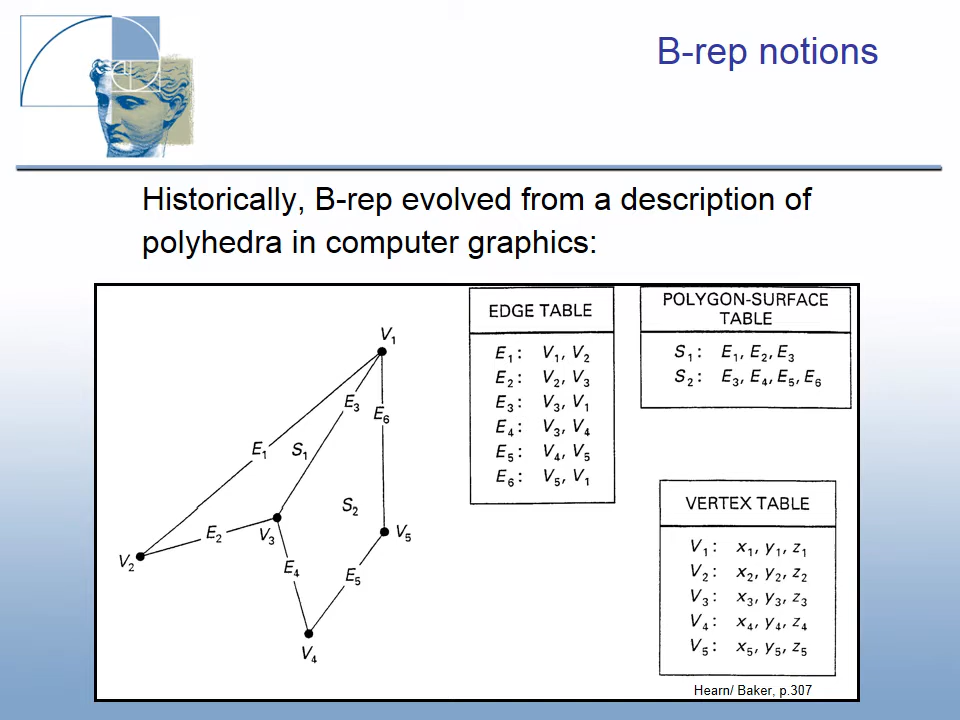 B-rep notions
Historically, B-rep evolved from a description of
polyhedra in computer graphics:
V₁
E₃
E₆
E₁
S₁
S₂
E₂
V₃
V₅
V₂
E₄
E₅
V₄
EDGE TABLE
E₁: V₁, V₂
E₂: V₂, V₃
E₃: V₃, V₁
E₄: V₃, V₄
E₅: V₄, V₅
E₆: V₅, V₁
POLYGON-SURFACE
TABLE
S₁: E₁, E₂, E₃
S₂: E₃, E₄, E₅, E₆
VERTEX TABLE
V₁: x₁, y₁, z₁
V₂: x₂, y₂, z₂
V₃: x₃, y₃, z₃
V₄: x₄, y₄, z₄
V₅: x₅, y₅, z₅
Hearn/ Baker, p.307